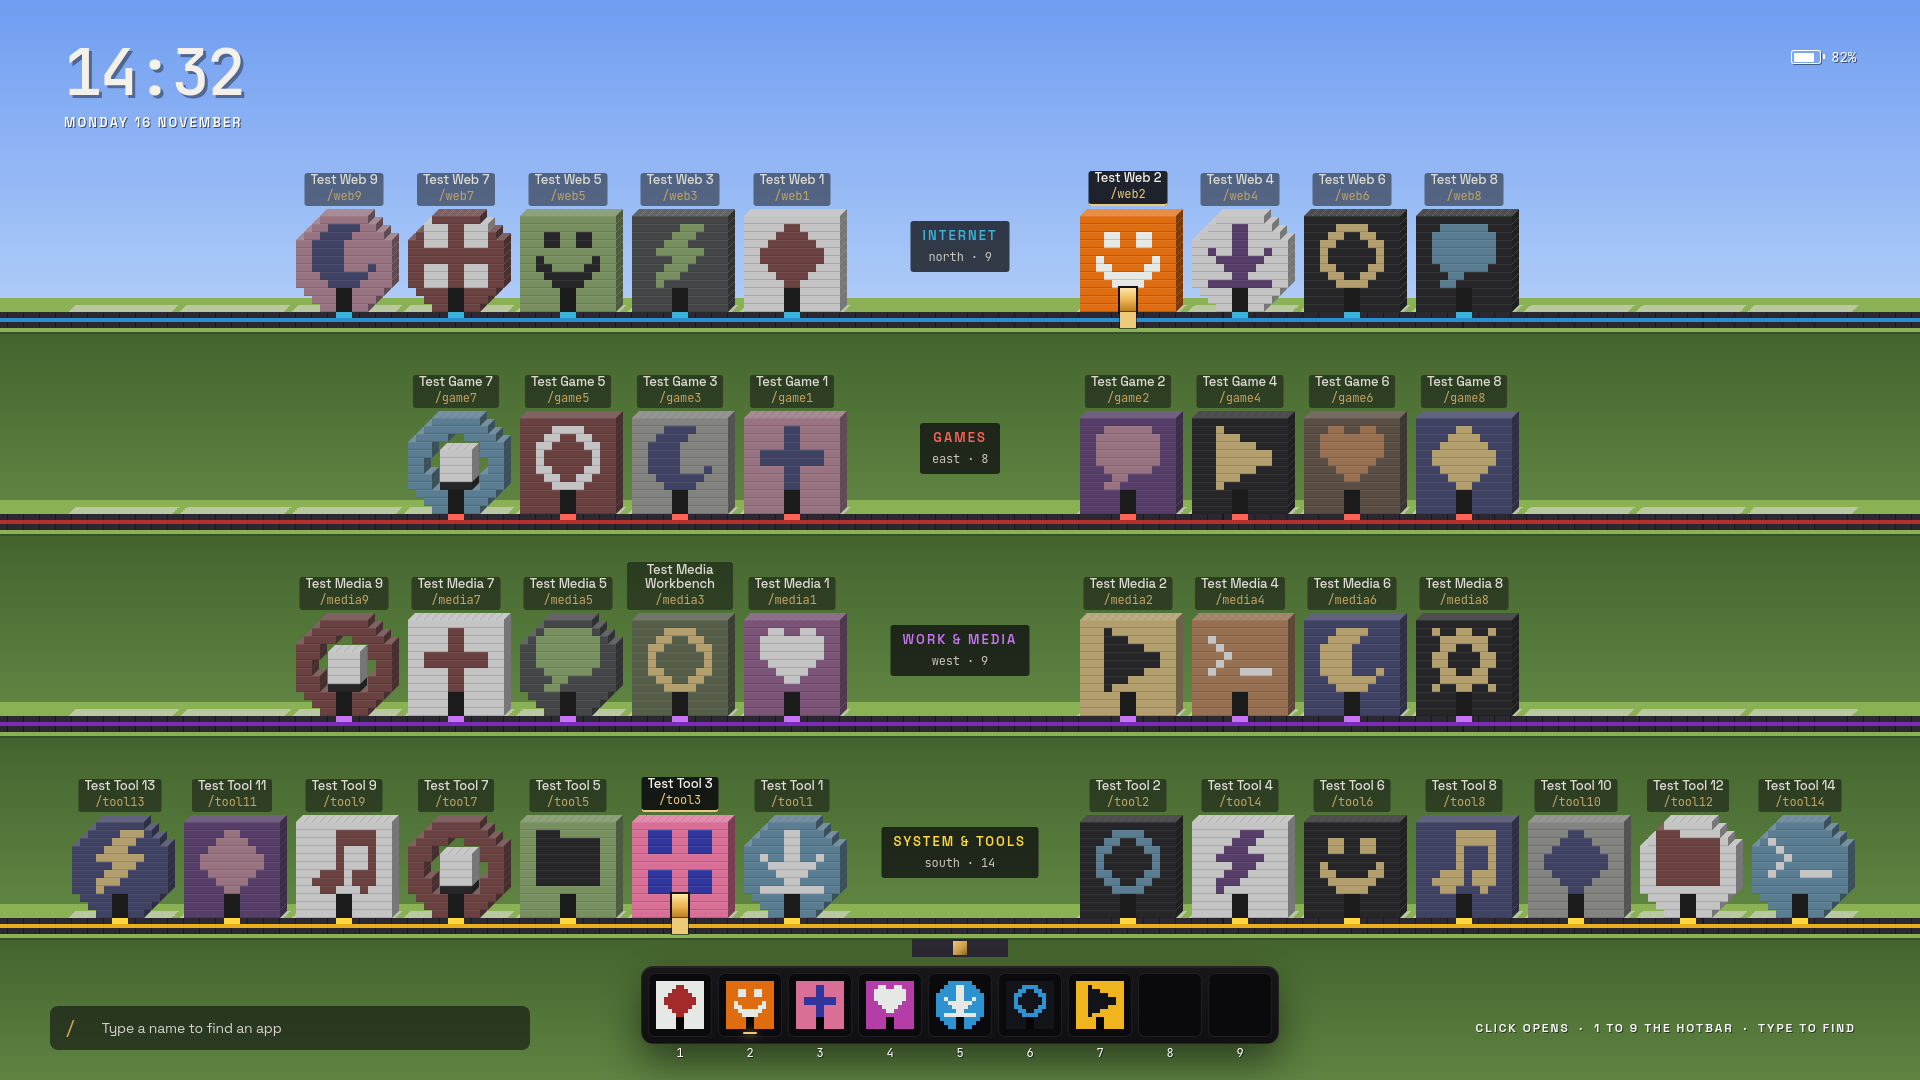 14:32
MONDAY 16 NOVEMBER
82%
Test Web 9
/web9
Test Web 7
/web7
Test Web 5
/web5
Test Web 3
/web3
Test Web 1
/web1
INTERNET
north · 9
Test Web 2
/web2
Test Web 4
/web4
Test Web 6
/web6
Test Web 8
/web8
Test Game 7
/game7
Test Game 5
/game5
Test Game 3
/game3
Test Game 1
/game1
GAMES
east · 8
Test Game 2
/game2
Test Game 4
/game4
Test Game 6
/game6
Test Game 8
/game8
Test Media 9
/media9
Test Media 7
/media7
Test Media 5
/media5
Test Media
Workbench
/media3
Test Media 1
/media1
WORK & MEDIA
west · 9
Test Media 2
/media2
Test Media 4
/media4
Test Media 6
/media6
Test Media 8
/media8
Test Tool 13
/tool13
Test Tool 11
/tool11
Test Tool 9
/tool9
Test Tool 7
/tool7
Test Tool 5
/tool5
Test Tool 3
/tool3
Test Tool 1
/tool1
SYSTEM & TOOLS
south · 14
Test Tool 2
/tool2
Test Tool 4
/tool4
Test Tool 6
/tool6
Test Tool 8
/tool8
Test Tool 10
/tool10
Test Tool 12
/tool12
Test Tool 14
/tool14
/ Type a name to find an app
1 2 3 4 5 6 7 8 9
CLICK OPENS · 1 TO 9 THE HOTBAR · TYPE TO FIND